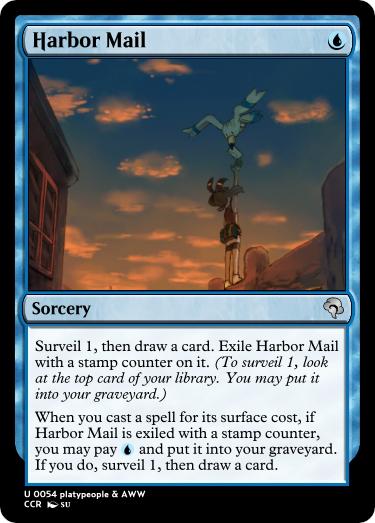 Harbor Mail
Sorcery
Surveil 1, then draw a card. Exile Harbor Mail
with a stamp counter on it. (To surveil 1, look
at the top card of your library. You may put it
into your graveyard.)
When you cast a spell for its surface cost, if
Harbor Mail is exiled with a stamp counter,
you may pay and put it into your graveyard.
If you do, surveil 1, then draw a card.
U 0054 platypeople & AWW
CCR SU